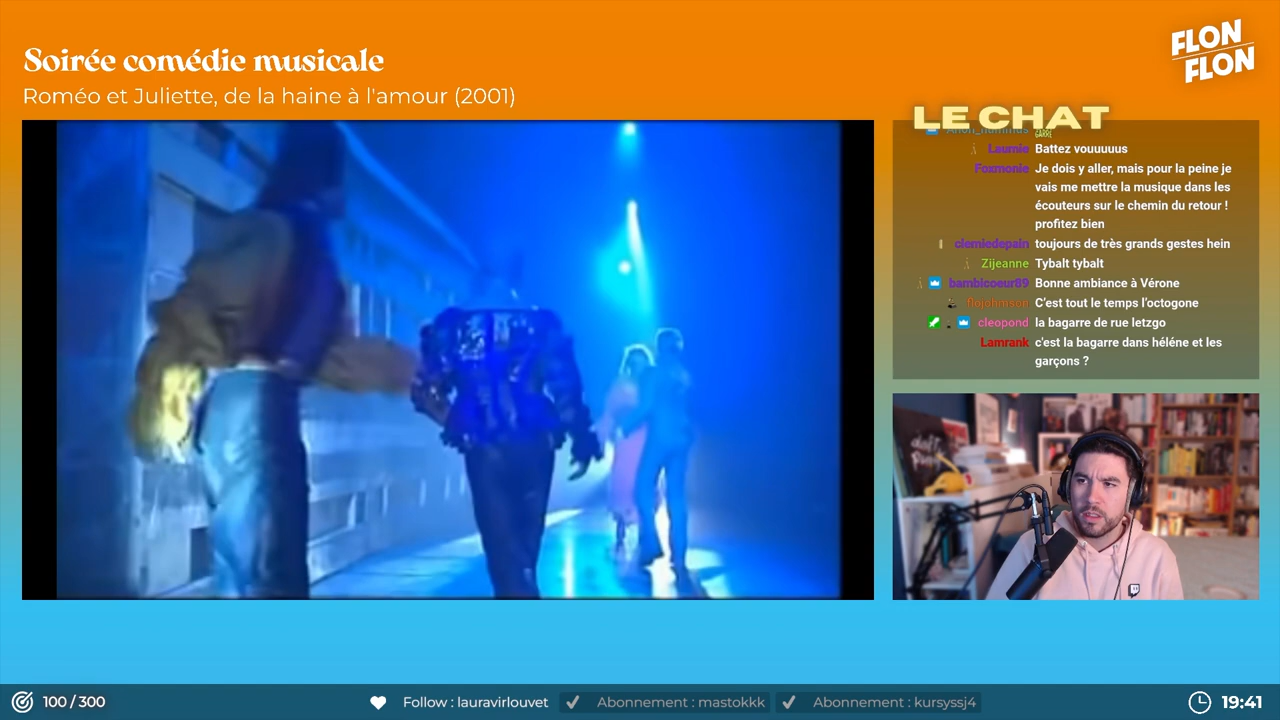 Soirée comédie musicale
Roméo et Juliette, de la haine à l'amour (2001)
FLON
FLON
LE CHAT
Laumie Battez vouuuuus
Foxmonie Je dois y aller, mais pour la peine je
vais me mettre la musique dans les
écouteurs sur le chemin du retour !
profitez bien
clemiedepain toujours de très grands gestes hein
Zijeanne Tybalt tybalt
bambicoeur89 Bonne ambiance à Vérone
flojohnson C'est tout le temps l'octogone
cleopond la bagarre de rue letzgo
Lamrank c'est la bagarre dans héléne et les
garçons ?
100 / 300
Follow : lauravirlouvet
Abonnement : mastokkk
Abonnement : kursyssj4
19:41